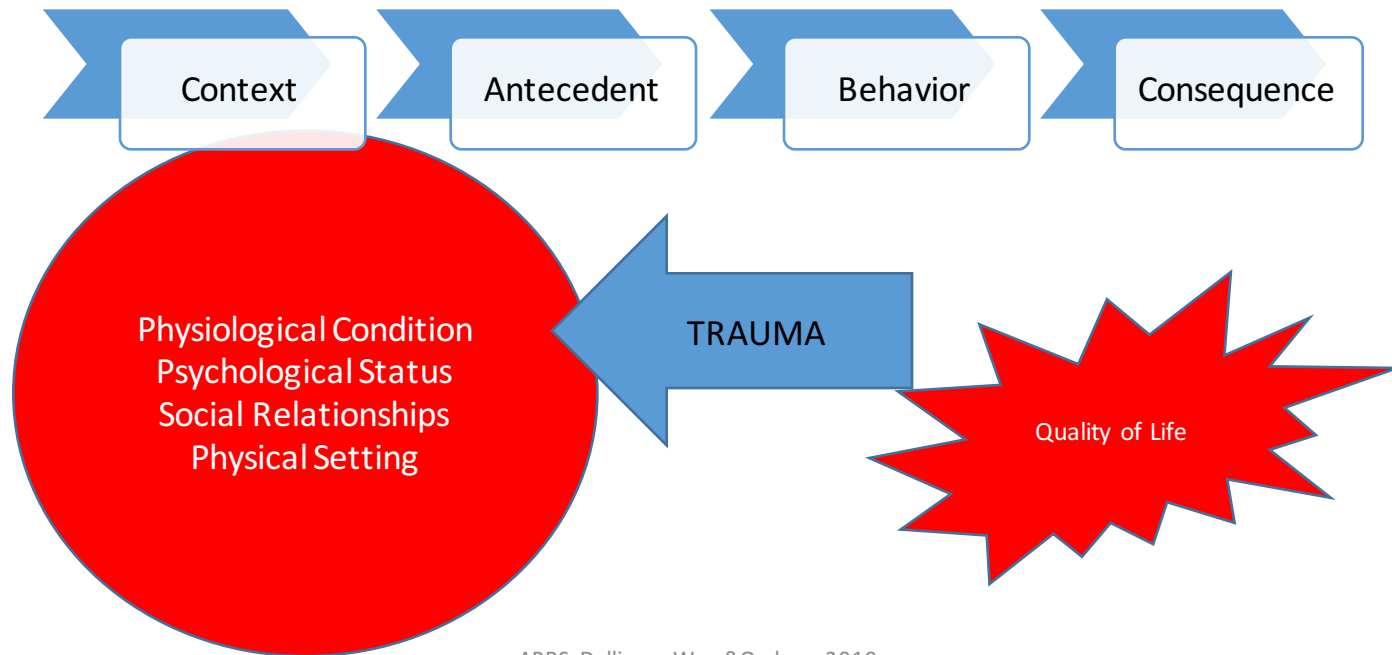 Context
Antecedent
Behavior
Consequence
Physiological Condition
Psychological Status
Social Relationships
Physical Setting
TRAUMA
Quality of Life